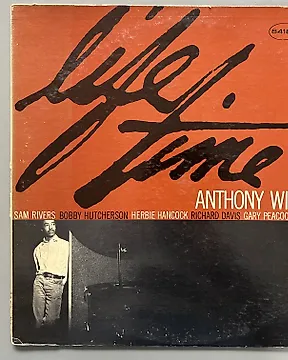 life
time
ANTHONY WI
SAM RIVERS BOBBY HUTCHERSON HERBIE HANCOCK RICHARD DAVIS GARY PEACOC